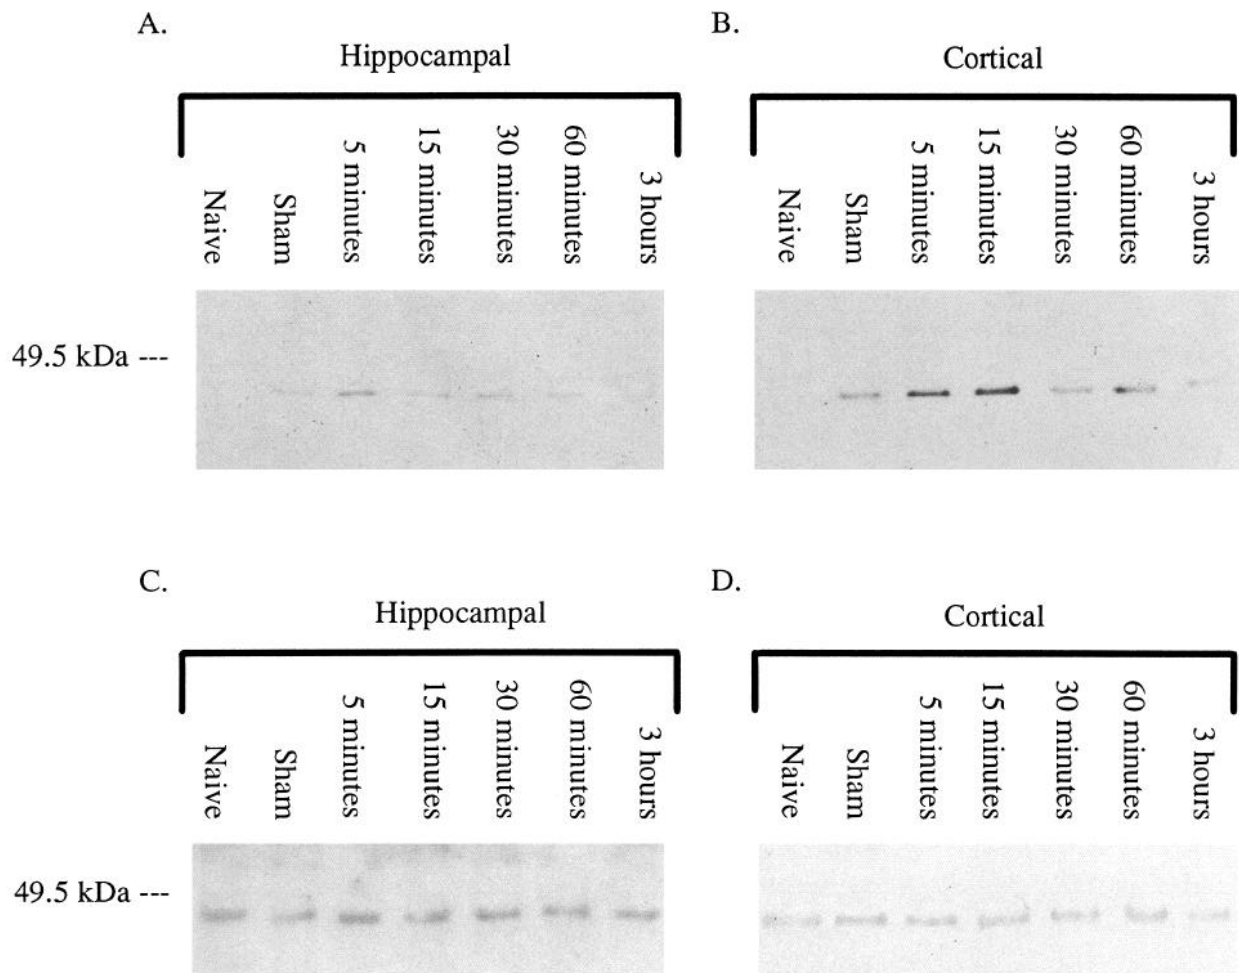 A.
Hippocampal
Naive
Sham
5 minutes
15 minutes
30 minutes
60 minutes
3 hours
49.5 kDa ---
B.
Cortical
Naive
Sham
5 minutes
15 minutes
30 minutes
60 minutes
3 hours
C.
Hippocampal
Naive
Sham
5 minutes
15 minutes
30 minutes
60 minutes
3 hours
49.5 kDa ---
D.
Cortical
Naive
Sham
5 minutes
15 minutes
30 minutes
60 minutes
3 hours